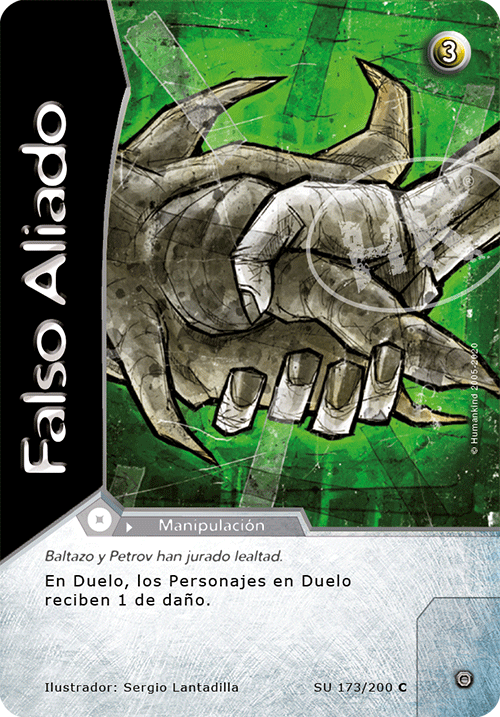 3
Falso Aliado
HK
®
© Humankind 2005-2020
Manipulación
Baltazo y Petrov han jurado lealtad.
En Duelo, los Personajes en Duelo
reciben 1 de daño.
Ilustrador: Sergio Lantadilla
SU 173/200 C